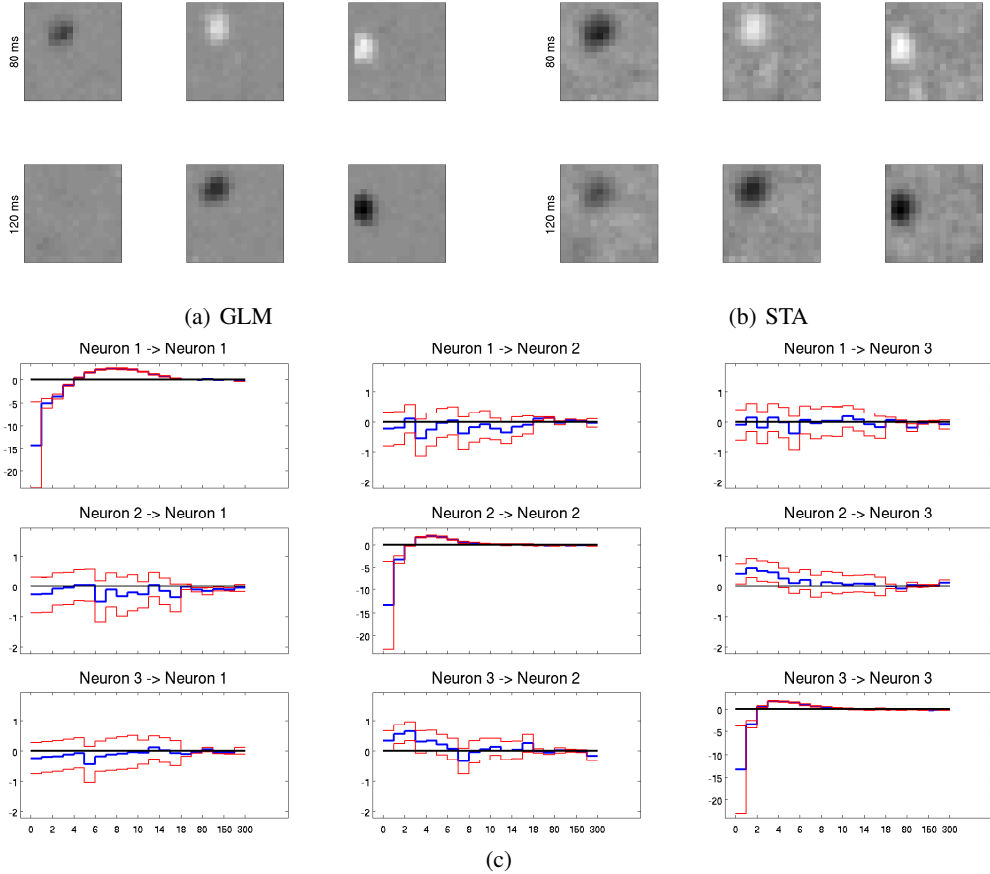 80 ms
80 ms
120 ms
120 ms
(a) GLM
(b) STA
Neuron 1 -> Neuron 1
Neuron 1 -> Neuron 2
Neuron 1 -> Neuron 3
0
-5
-10
-15
-20
1
0
-1
-2
1
0
-1
-2
Neuron 2 -> Neuron 1
Neuron 2 -> Neuron 2
Neuron 2 -> Neuron 3
1
0
-1
-2
0
-5
-10
-15
-20
1
0
-1
-2
Neuron 3 -> Neuron 1
Neuron 3 -> Neuron 2
Neuron 3 -> Neuron 3
1
0
-1
-2
1
0
-1
-2
0
-5
-10
-15
-20
0 2 4 6 8 10 14 18 80 150 300
0 2 4 6 8 10 14 18 80 150 300
0 2 4 6 8 10 14 18 80 150 300
(c)